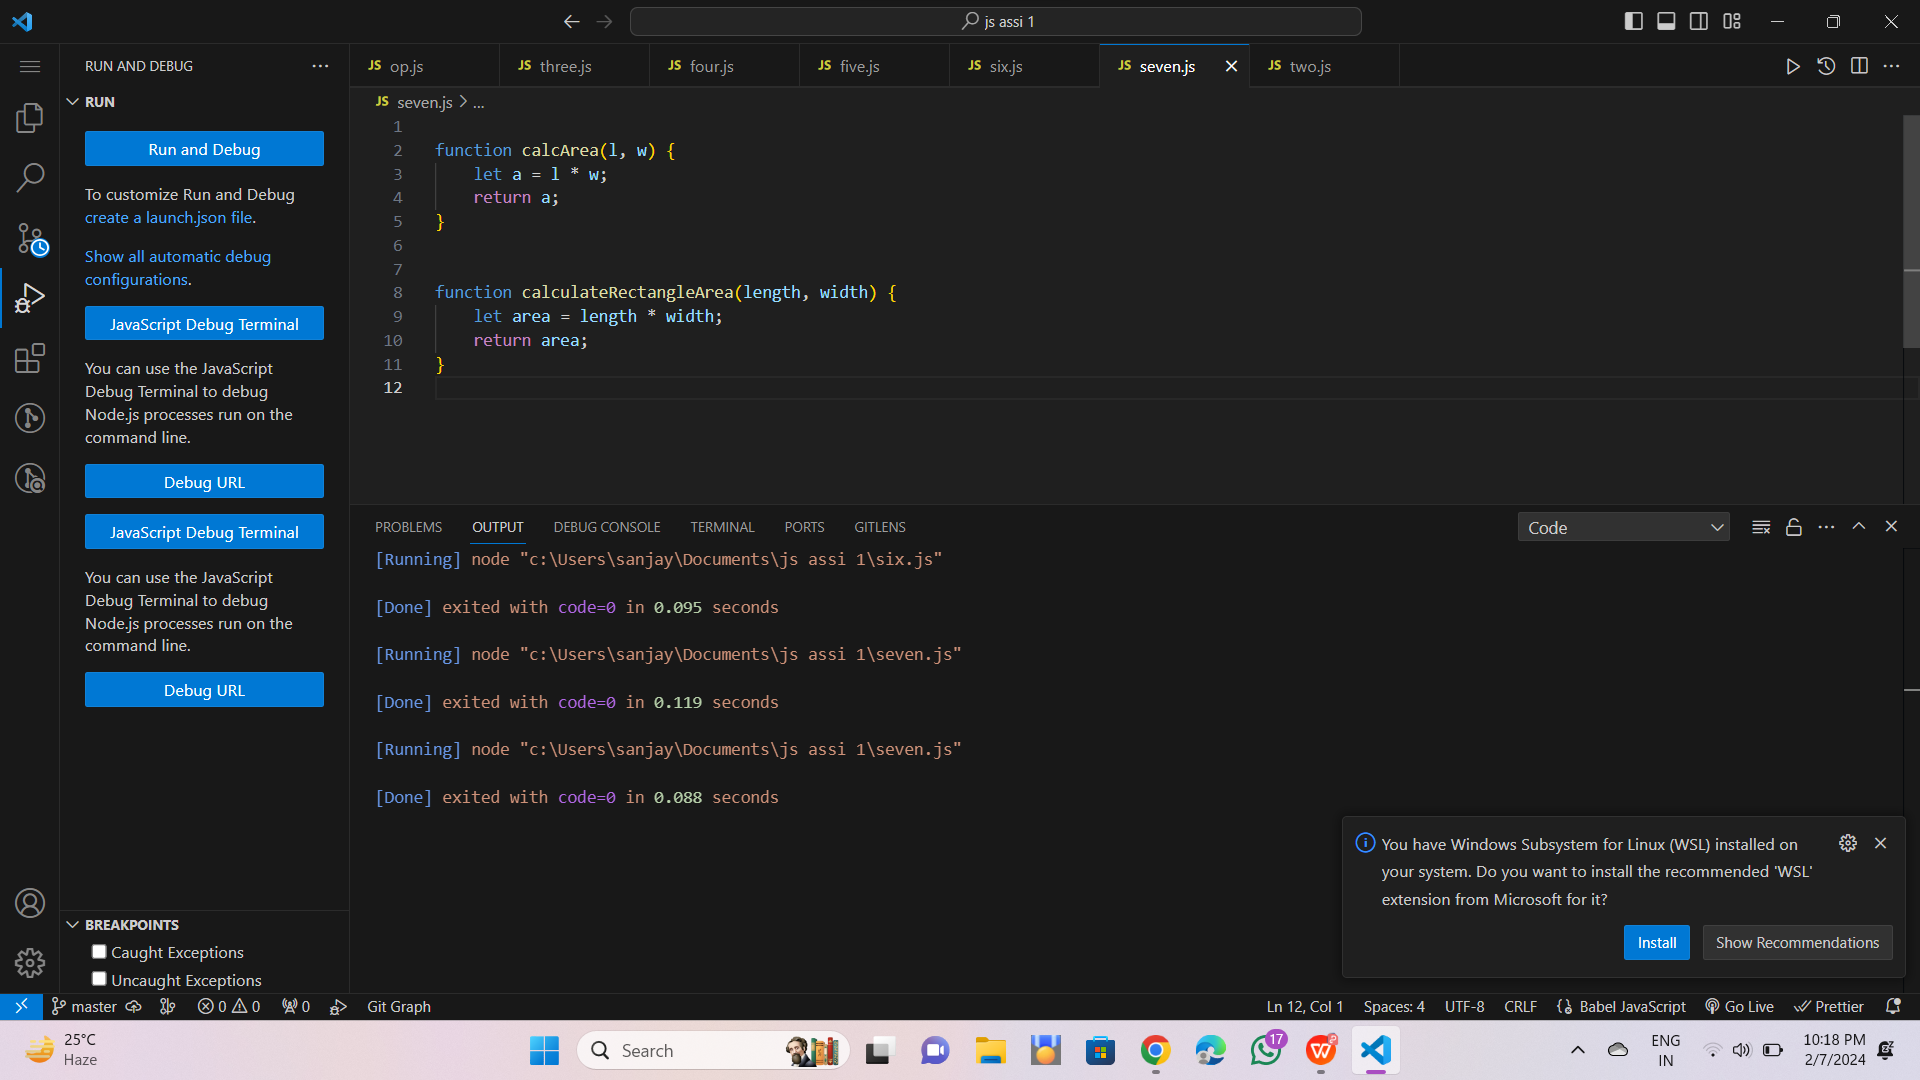 js assi 1
RUN AND DEBUG
RUN
Run and Debug
To customize Run and Debug
create a launch.json file.
Show all automatic debug
configurations.
JavaScript Debug Terminal
You can use the JavaScript
Debug Terminal to debug
Node.js processes run on the
command line.
Debug URL
JavaScript Debug Terminal
You can use the JavaScript
Debug Terminal to debug
Node.js processes run on the
command line.
Debug URL
BREAKPOINTS
Caught Exceptions
Uncaught Exceptions
JS op.js
JS three.js
JS four.js
JS five.js
JS six.js
JS seven.js
JS two.js
JS seven.js > ...
1
2 function calcArea(l, w) {
3 let a = l * w;
4 return a;
5 }
6
7
8 function calculateRectangleArea(length, width) {
9 let area = length * width;
10 return area;
11 }
12
PROBLEMS OUTPUT DEBUG CONSOLE TERMINAL PORTS GITLENS
Code
[Running] node "c:\Users\sanjay\Documents\js assi 1\six.js"
[Done] exited with code=0 in 0.095 seconds
[Running] node "c:\Users\sanjay\Documents\js assi 1\seven.js"
[Done] exited with code=0 in 0.119 seconds
[Running] node "c:\Users\sanjay\Documents\js assi 1\seven.js"
[Done] exited with code=0 in 0.088 seconds
You have Windows Subsystem for Linux (WSL) installed on
your system. Do you want to install the recommended 'WSL'
extension from Microsoft for it?
Install
Show Recommendations
master 0 0 0 Git Graph
Ln 12, Col 1 Spaces: 4 UTF-8 CRLF {} Babel JavaScript Go Live Prettier
25°C
Haze
Search
17
ENG
IN
10:18 PM
2/7/2024